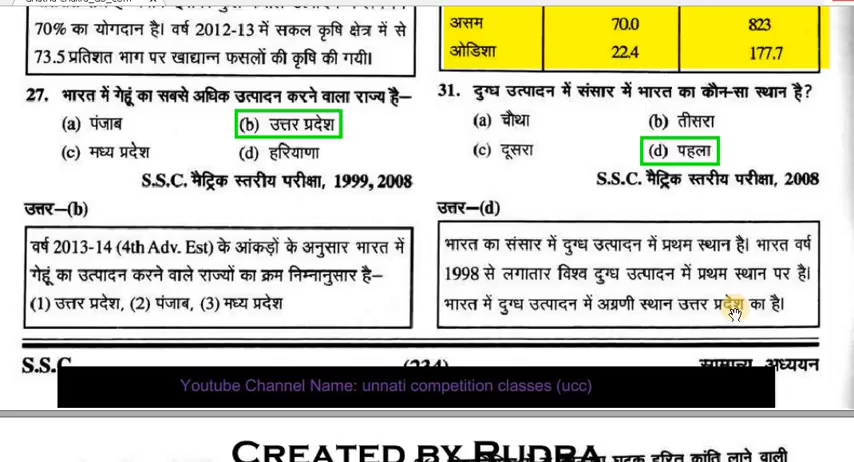 70% का योगदान है। वर्ष 2012-13 में सकल कृषि क्षेत्र में से
73.5 प्रतिशत भाग पर खाद्यान्न फसलों की कृषि की गयी।
27. भारत में गेहूं का सबसे अधिक उत्पादन करने वाला राज्य है–
(a) पंजाब (b) उत्तर प्रदेश
(c) मध्य प्रदेश (d) हरियाणा
S.S.C. मैट्रिक स्तरीय परीक्षा, 1999, 2008
उत्तर–(b)
वर्ष 2013-14 (4th Adv. Est) के आंकड़ों के अनुसार भारत में
गेहूं का उत्पादन करने वाले राज्यों का क्रम निम्नानुसार है–
(1) उत्तर प्रदेश, (2) पंजाब, (3) मध्य प्रदेश
असम 70.0 823
ओडिशा 22.4 177.7
31. दुग्ध उत्पादन में संसार में भारत का कौन-सा स्थान है?
(a) चौथा (b) तीसरा
(c) दूसरा (d) पहला
S.S.C. मैट्रिक स्तरीय परीक्षा, 2008
उत्तर–(d)
भारत का संसार में दुग्ध उत्पादन में प्रथम स्थान है। भारत वर्ष
1998 से लगातार विश्व दुग्ध उत्पादन में प्रथम स्थान पर है।
भारत में दुग्ध उत्पादन में अग्रणी स्थान उत्तर प्रदेश का है।
S.S.C (234) सामान्य अध्ययन
Youtube Channel Name: unnati competition classes (ucc)
CREATED BY RUDRA हरित क्रांति लाने वाली